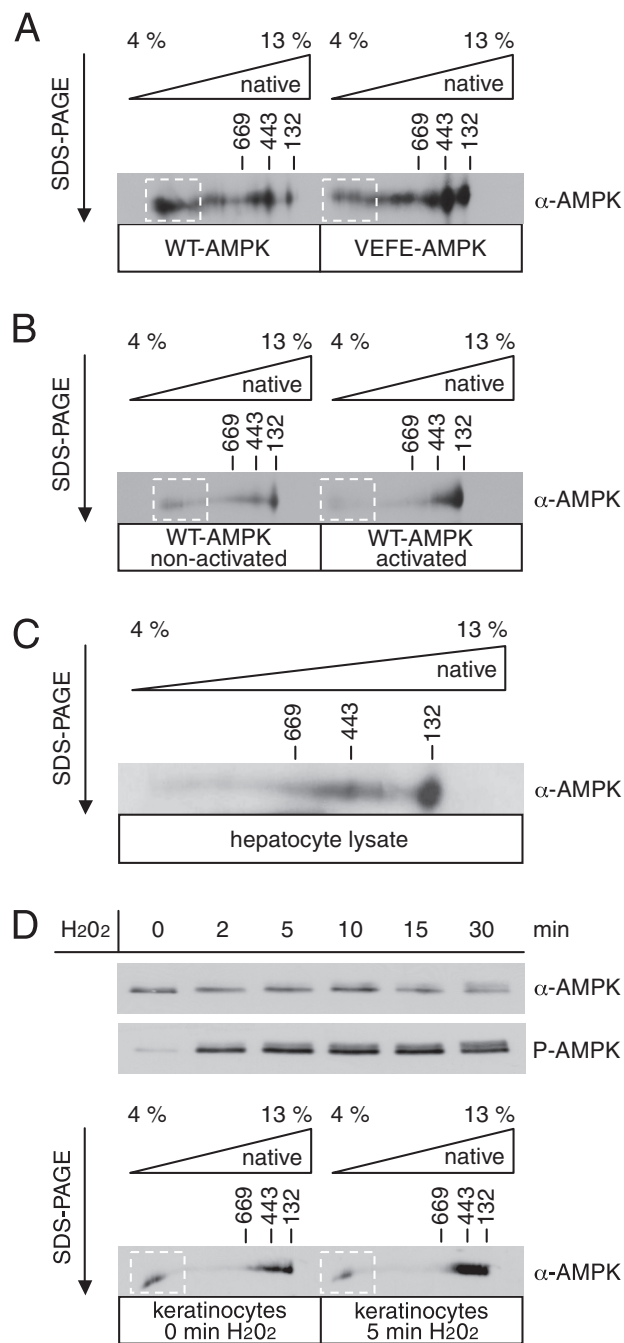 A
4 % 13 % 4 % 13 %
native native
669 443 132 669 443 132
SDS-PAGE
α-AMPK
WT-AMPK VEFE-AMPK
B
4 % 13 % 4 % 13 %
native native
669 443 132 669 443 132
SDS-PAGE
α-AMPK
WT-AMPK WT-AMPK
non-activated activated
C
4 % 13 %
native
669 443 132
SDS-PAGE
α-AMPK
hepatocyte lysate
D H2O2 0 2 5 10 15 30 min
α-AMPK
P-AMPK
4 % 13 % 4 % 13 %
native native
669 443 132 669 443 132
SDS-PAGE
α-AMPK
keratinocytes keratinocytes
0 min H2O2 5 min H2O2